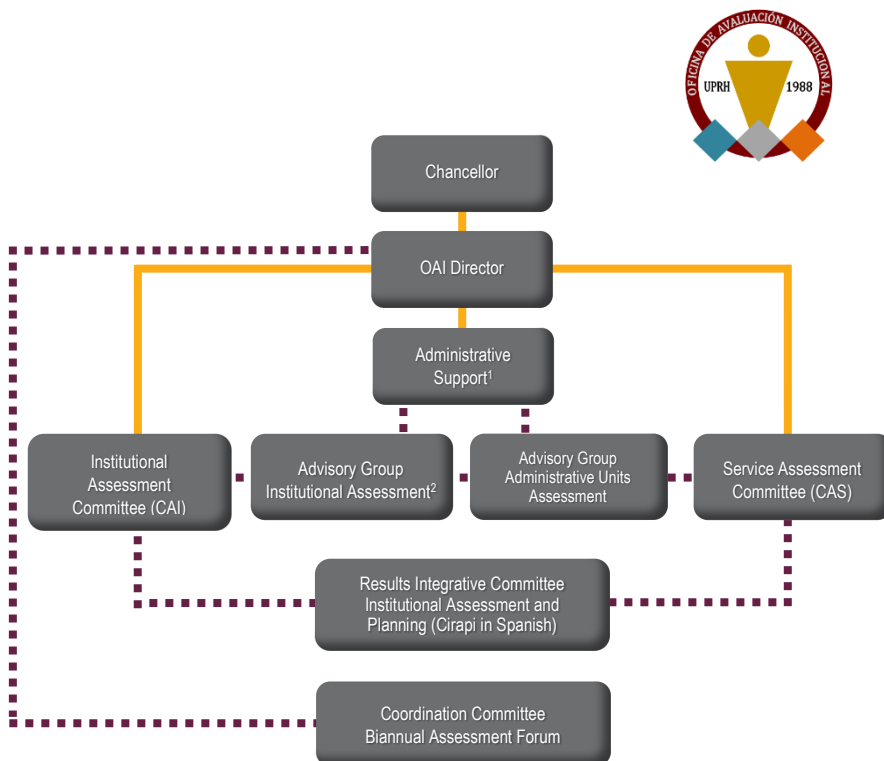 OFICINA DE AVALUACIÓN INSTITUCIONAL
UPRH
1988
Chancellor
OAI Director
Administrative
Support¹
Institutional
Assessment
Committee (CAI)
Advisory Group
Institutional Assessment²
Advisory Group
Administrative Units
Assessment
Service Assessment
Committee (CAS)
Results Integrative Committee
Institutional Assessment and
Planning (Cirapi in Spanish)
Coordination Committee
Biannual Assessment Forum